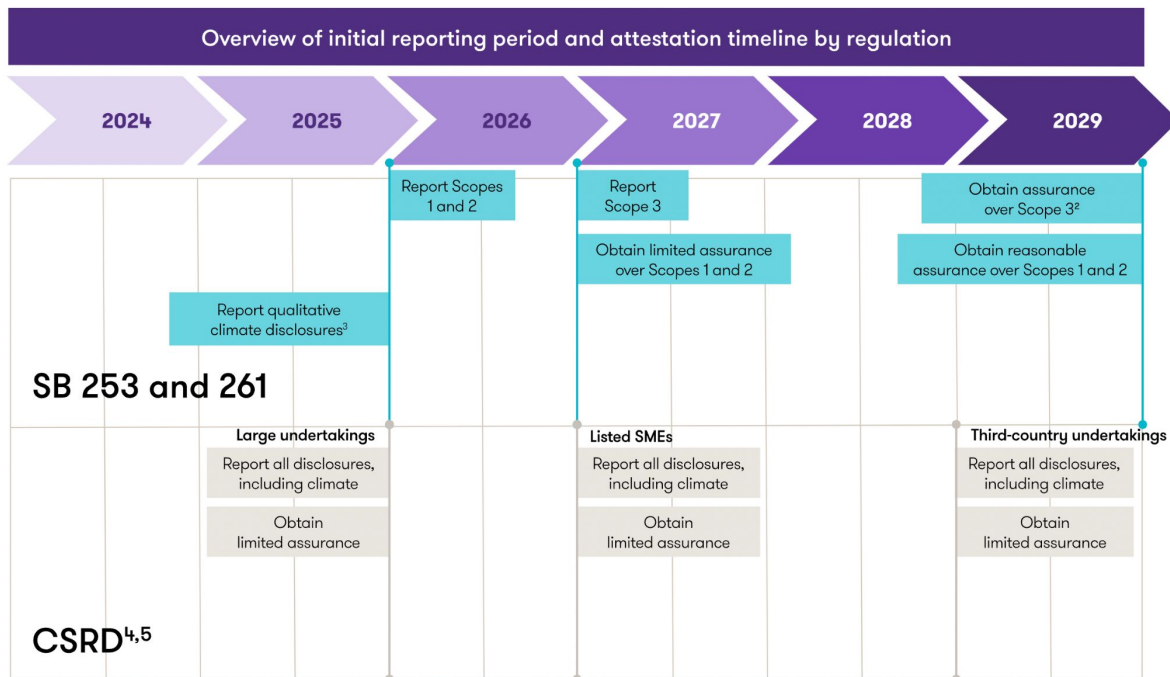 Overview of initial reporting period and attestation timeline by regulation
2024
2025
2026
2027
2028
2029
Report Scopes
1 and 2
Report
Scope 3
Obtain assurance
over Scope 3²
Obtain limited assurance
over Scopes 1 and 2
Obtain reasonable
assurance over Scopes 1 and 2
Report qualitative
climate disclosures³
SB 253 and 261
Large undertakings
Listed SMEs
Third-country undertakings
Report all disclosures,
including climate
Report all disclosures,
including climate
Report all disclosures,
including climate
Obtain
limited assurance
Obtain
limited assurance
Obtain
limited assurance
CSRD⁴,⁵